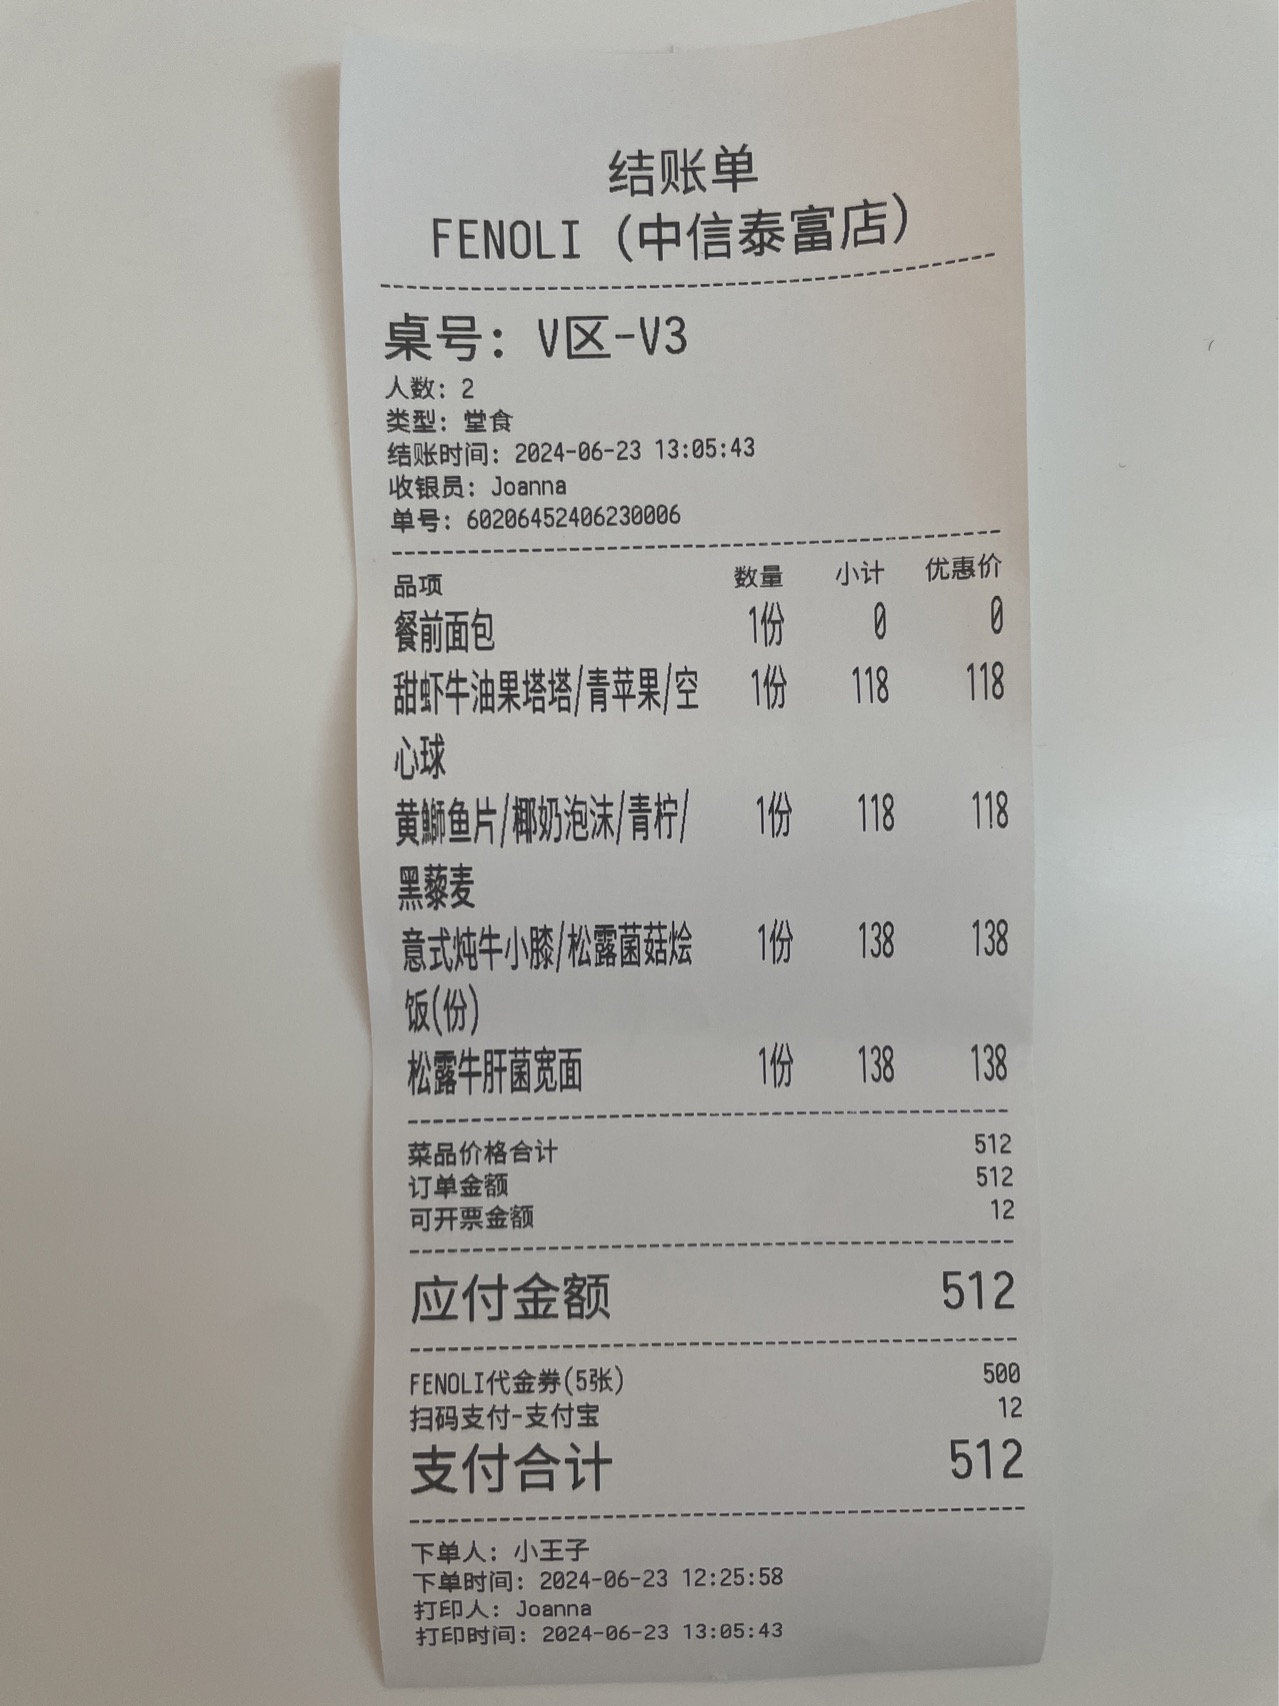 结账单
FENOLI (中信泰富店)
桌号: V区-V3
人数: 2
类型: 堂食
结账时间: 2024-06-23 13:05:43
收银员: Joanna
单号: 60206452406230006
品项 数量 小计 优惠价
餐前面包 1份 0 0
甜虾牛油果塔塔/青苹果/空 1份 118 118
心球
黄鰤鱼片/椰奶泡沫/青柠/ 1份 118 118
黑藜麦
意式炖牛小膝/松露菌菇烩 1份 138 138
饭(份)
松露牛肝菌宽面 1份 138 138
菜品价格合计 512
订单金额 512
可开票金额 12
应付金额 512
FENOLI代金券(5张) 500
扫码支付-支付宝 12
支付合计 512
下单人: 小王子
下单时间: 2024-06-23 12:25:58
打印人: Joanna
打印时间: 2024-06-23 13:05:43